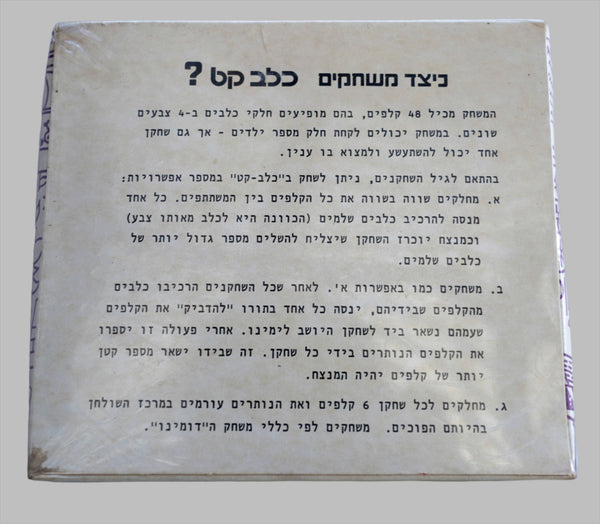 כיצד משחקים כלב קט ?
המשחק מכיל 48 קלפים, בהם מופיעים חלקי כלבים ב-4 צבעים
שונים. במשחק יכולים לקחת חלק מספר ילדים - אך גם שחקן
אחד יכול להשתעשע ולמצוא בו ענין.
בהתאם לגיל השחקנים, ניתן לשחק ב"כלב-קט" במספר אפשרויות:
א. מחלקים שווה בשווה את כל הקלפים בין המשתתפים. כל אחד
מנסה להרכיב כלבים שלמים (הכוונה היא לכלב מאותו צבע)
וכמנצח יוכרז השחקן שיצליח להשלים מספר גדול יותר של
כלבים שלמים.
ב. משחקים כמו באפשרות א'. לאחר שכל השחקנים הרכיבו כלבים
מהקלפים שבידיהם, ינסה כל אחד בתורו "להדביק" את הקלפים
שעמהם נשאר ביד לשחקן היושב לימינו. אחרי פעולה זו יספרו
את הקלפים הנותרים בידי כל שחקן. זה שבידו ישאר מספר קטן
יותר של קלפים יהיה המנצח.
ג. מחלקים לכל שחקן 6 קלפים ואת הנותרים עורמים במרכז השולחן
בהיותם הפוכים. משחקים לפי כללי משחק ה"דומינו".